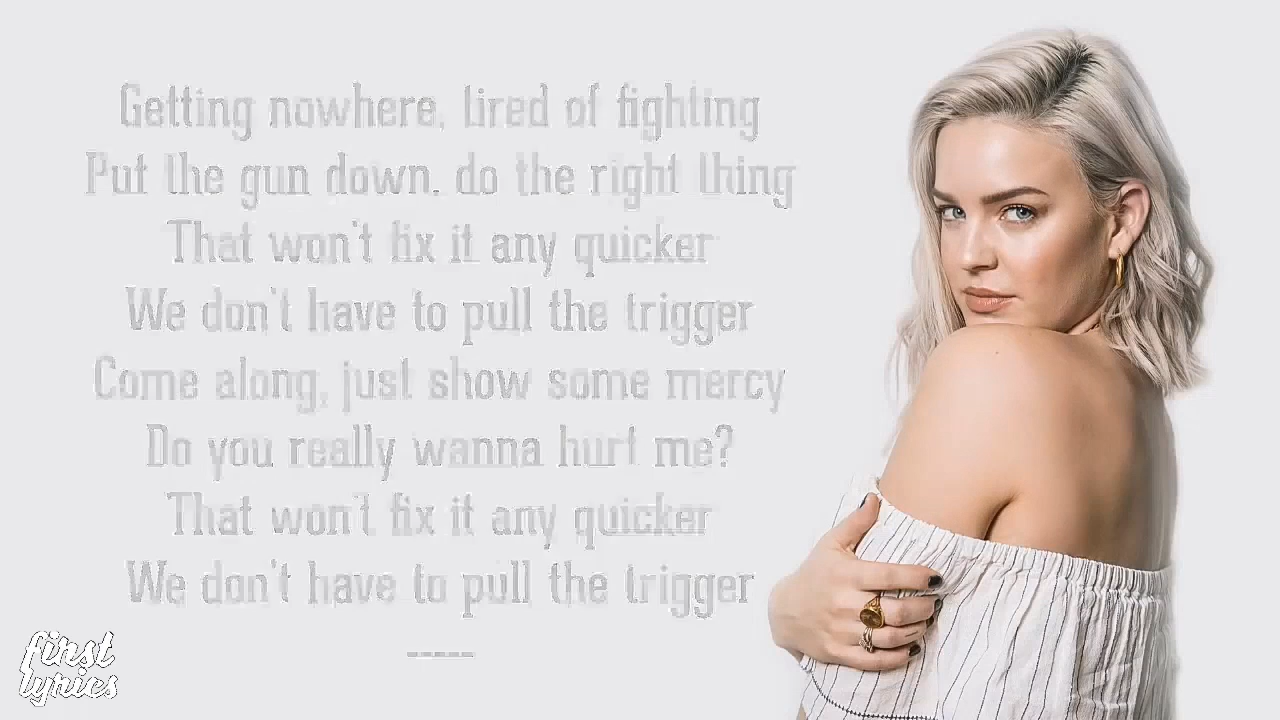 Getting nowhere, tired of fighting
Put the gun down, do the right thing
That won't fix it any quicker
We don't have to pull the trigger
Come along, just show some mercy
Do you really wanna hurt me?
That won't fix it any quicker
We don't have to pull the trigger
-----
first
lyrics